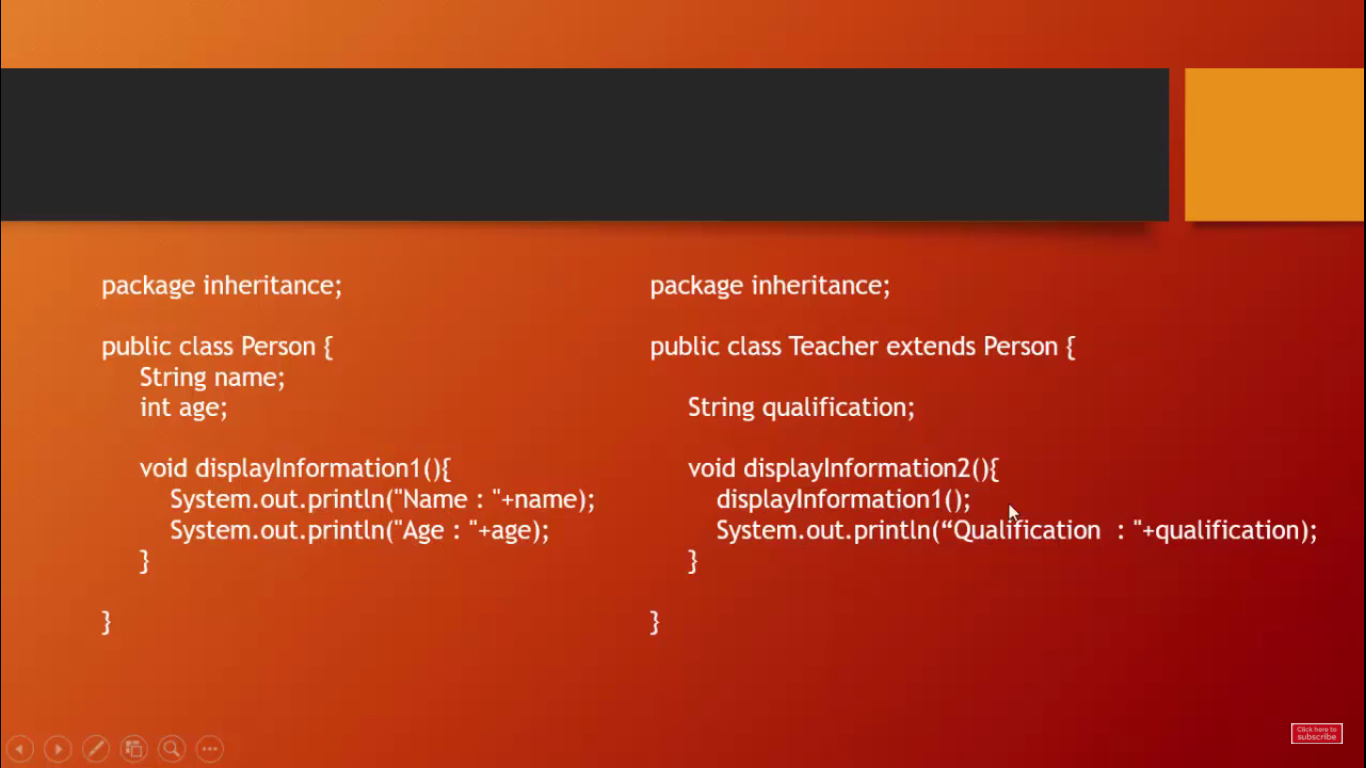 package inheritance;
public class Person {
String name;
int age;
void displayInformation1(){
System.out.println("Name : "+name);
System.out.println("Age : "+age);
}
}
package inheritance;
public class Teacher extends Person {
String qualification;
void displayInformation2(){
displayInformation1();
System.out.println(“Qualification  : "+qualification);
}
}
Click here to
subscribe